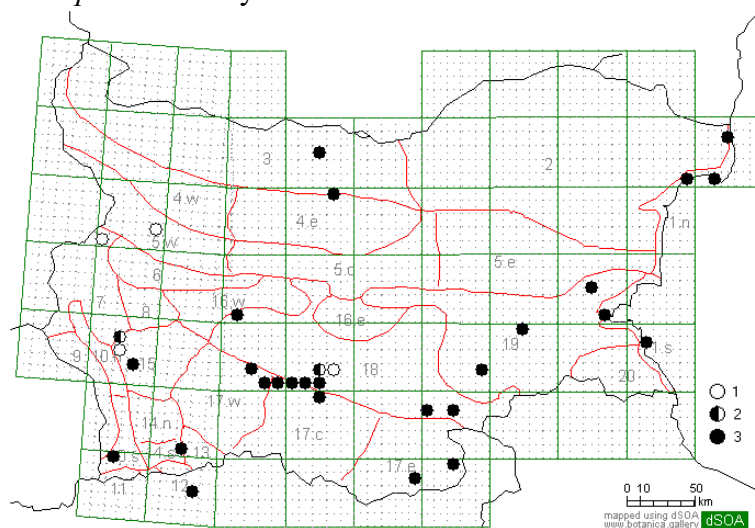 3
2
4.w
4.e
1.n
5.w
5.c
5.e
6
7
8
16.w
16.e
9
10.n
15
18
19
1.s
20
17.w
14.n
17.c
13
17.e
11
12
1
2
3
0 10 50
km
mapped using dSOA
www.botanica.gallery
dSOA